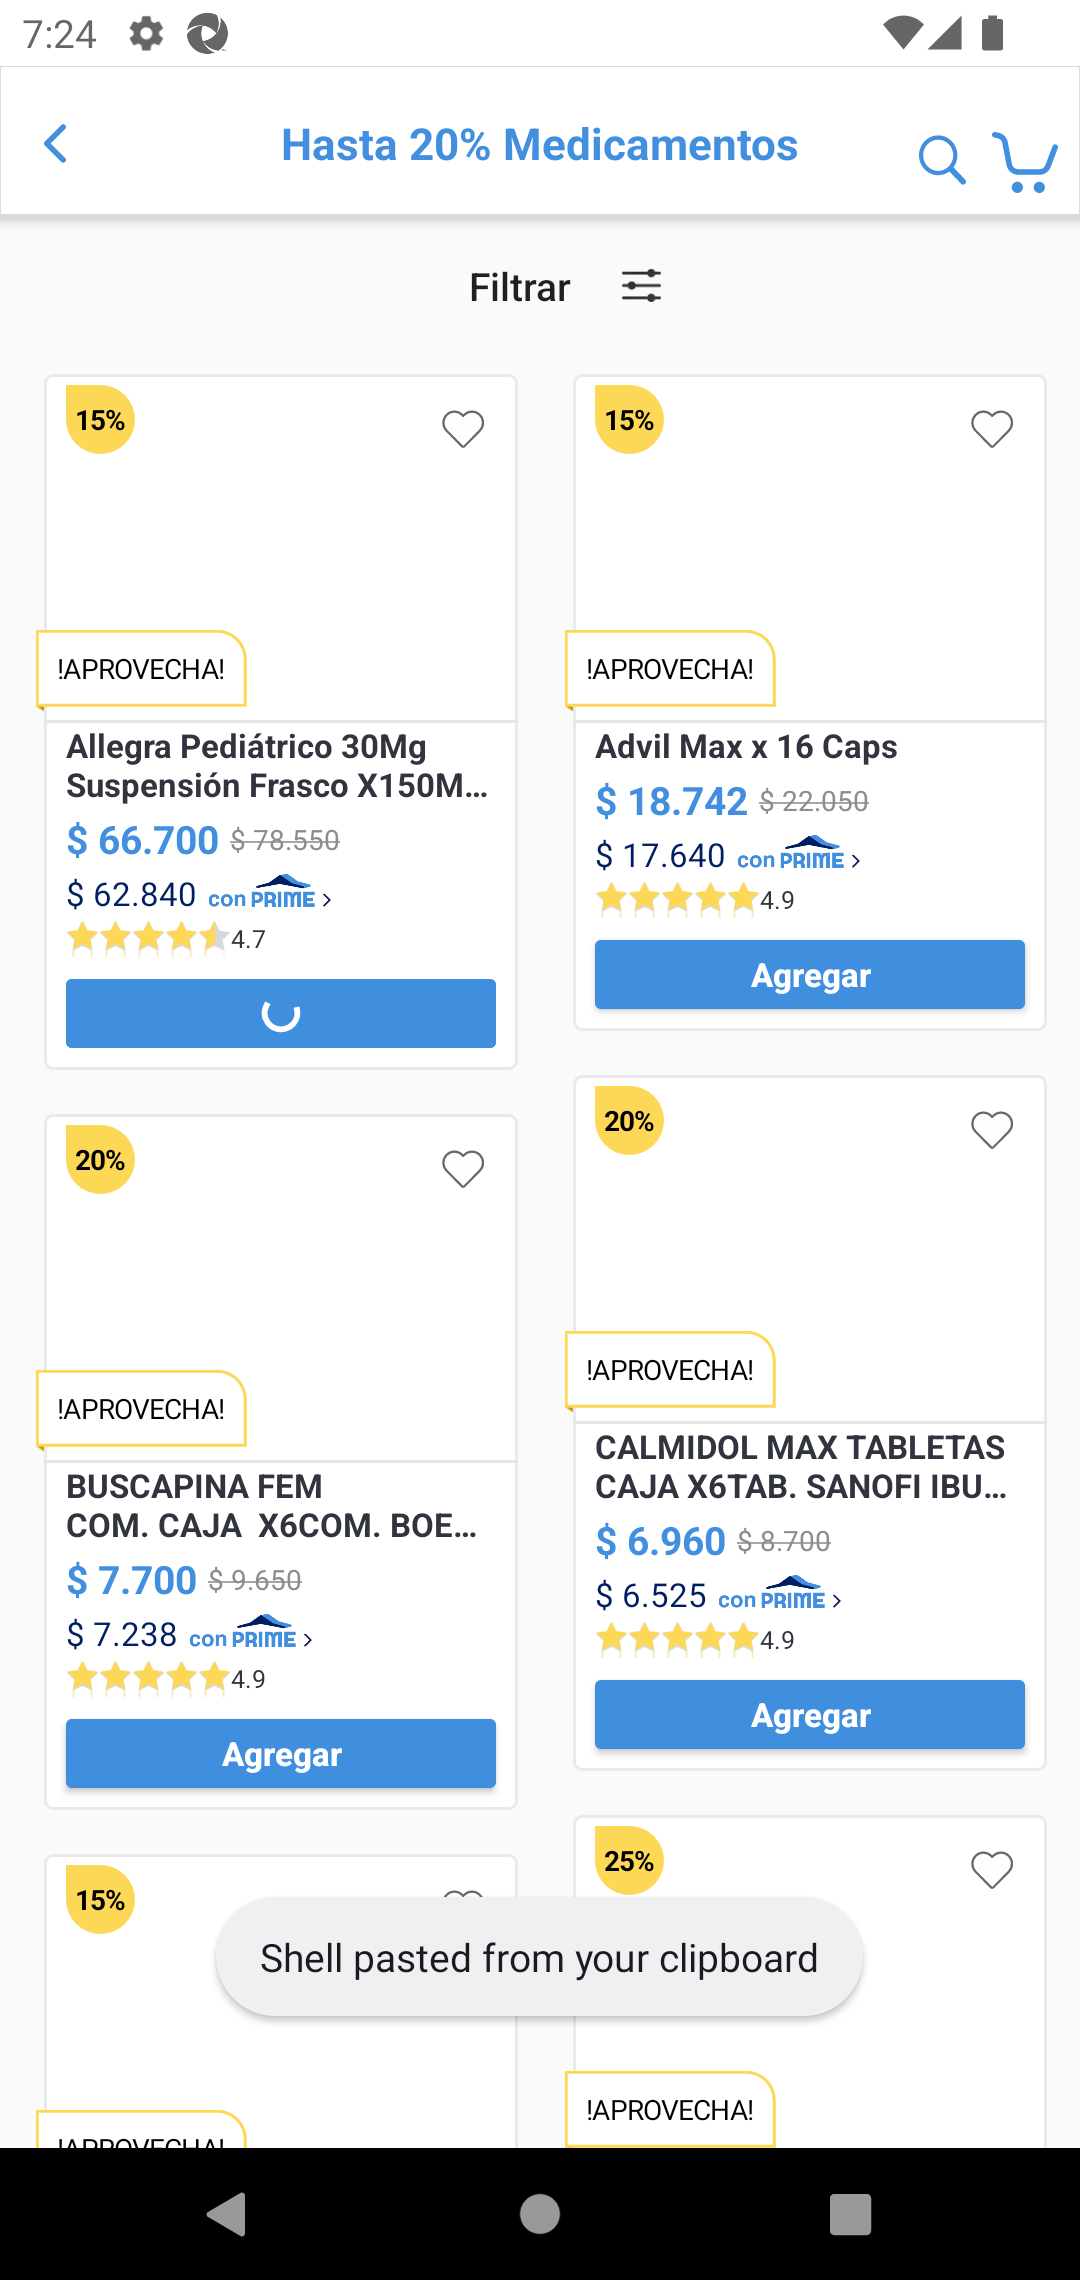 7:24
Hasta 20% Medicamentos
Filtrar
15%
!APROVECHA!
Allegra Pediátrico 30Mg
Suspensión Frasco X150M...
$ 66.700 $ 78.550
$ 62.840 con PRIME >
4.7
15%
!APROVECHA!
Advil Max x 16 Caps
$ 18.742 $ 22.050
$ 17.640 con PRIME >
4.9
Agregar
20%
!APROVECHA!
BUSCAPINA FEM
COM. CAJA X6COM. BOE...
$ 7.700 $ 9.650
$ 7.238 con PRIME >
4.9
Agregar
20%
!APROVECHA!
CALMIDOL MAX TABLETAS
CAJA X6TAB. SANOFI IBU...
$ 6.960 $ 8.700
$ 6.525 con PRIME >
4.9
Agregar
15%
!APROVECHA!
25%
!APROVECHA!
Shell pasted from your clipboard